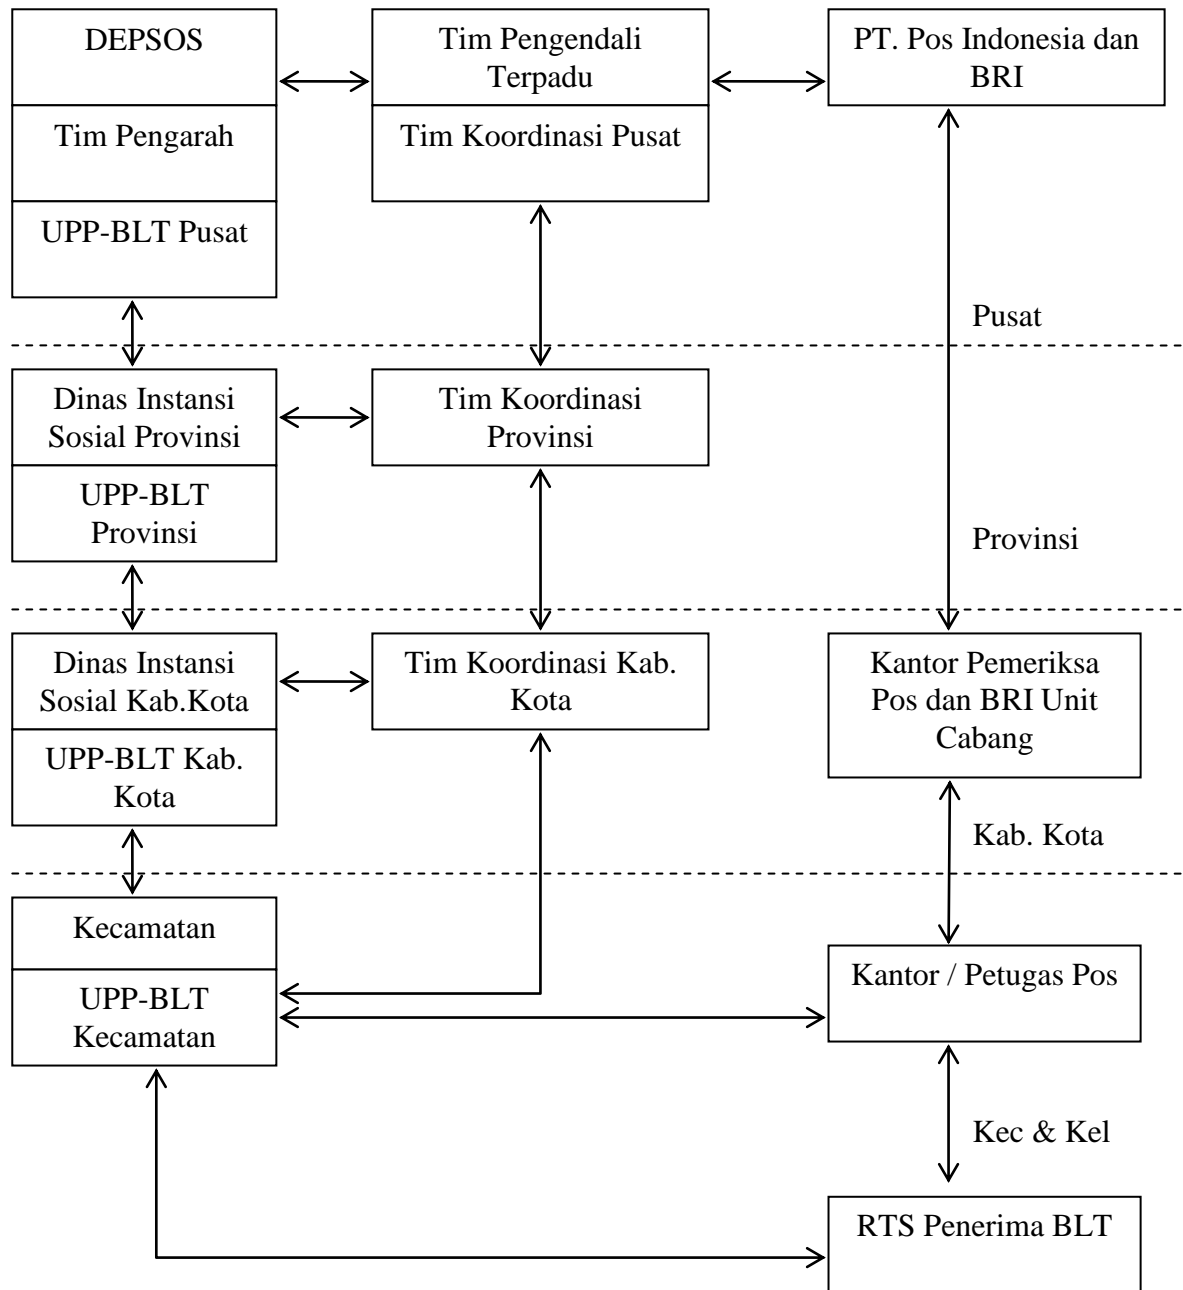 DEPSOS
Tim Pengendali
Terpadu
PT. Pos Indonesia dan
BRI
Tim Pengarah
Tim Koordinasi Pusat
UPP-BLT Pusat
Pusat
Dinas Instansi
Sosial Provinsi
Tim Koordinasi
Provinsi
UPP-BLT
Provinsi
Provinsi
Dinas Instansi
Sosial Kab.Kota
Tim Koordinasi Kab.
Kota
Kantor Pemeriksa
Pos dan BRI Unit
Cabang
UPP-BLT Kab.
Kota
Kab. Kota
Kecamatan
UPP-BLT
Kecamatan
Kantor / Petugas Pos
Kec & Kel
RTS Penerima BLT